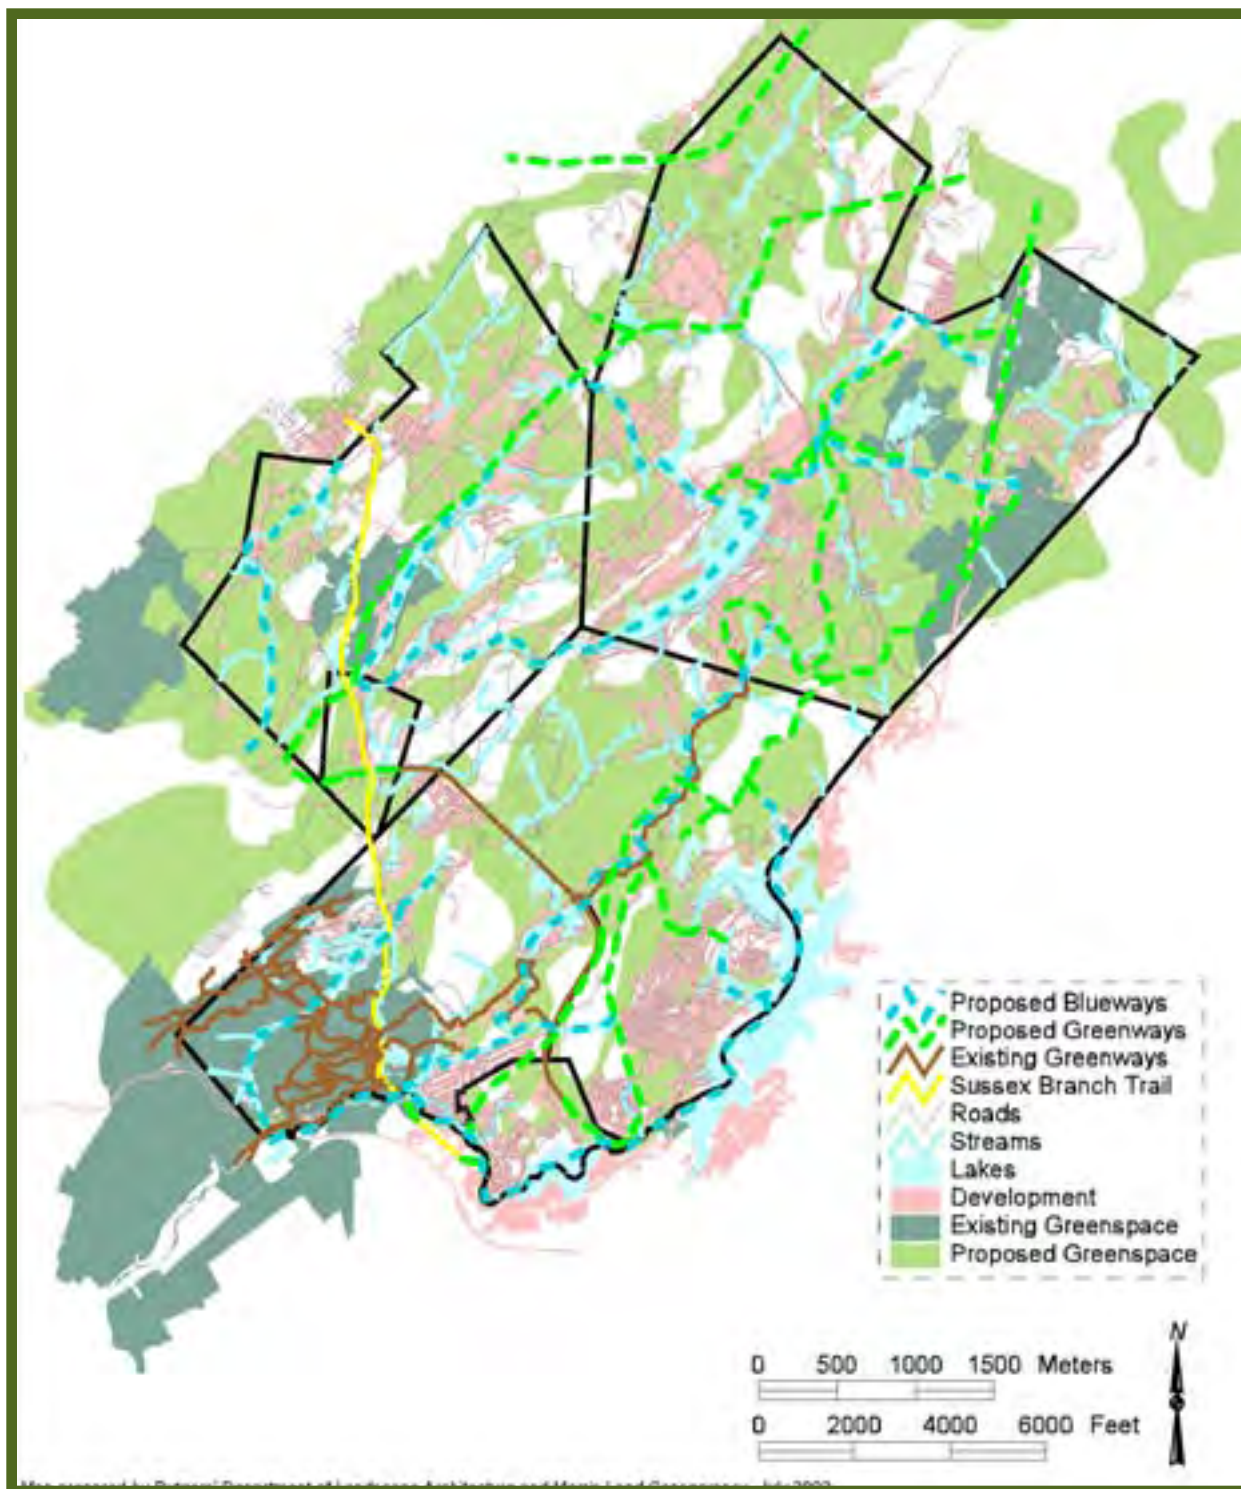 Proposed Blueways
Proposed Greenways
Existing Greenways
Sussex Branch Trail
Roads
Streams
Lakes
Development
Existing Greenspace
Proposed Greenspace
N
0 500 1000 1500 Meters
0 2000 4000 6000 Feet